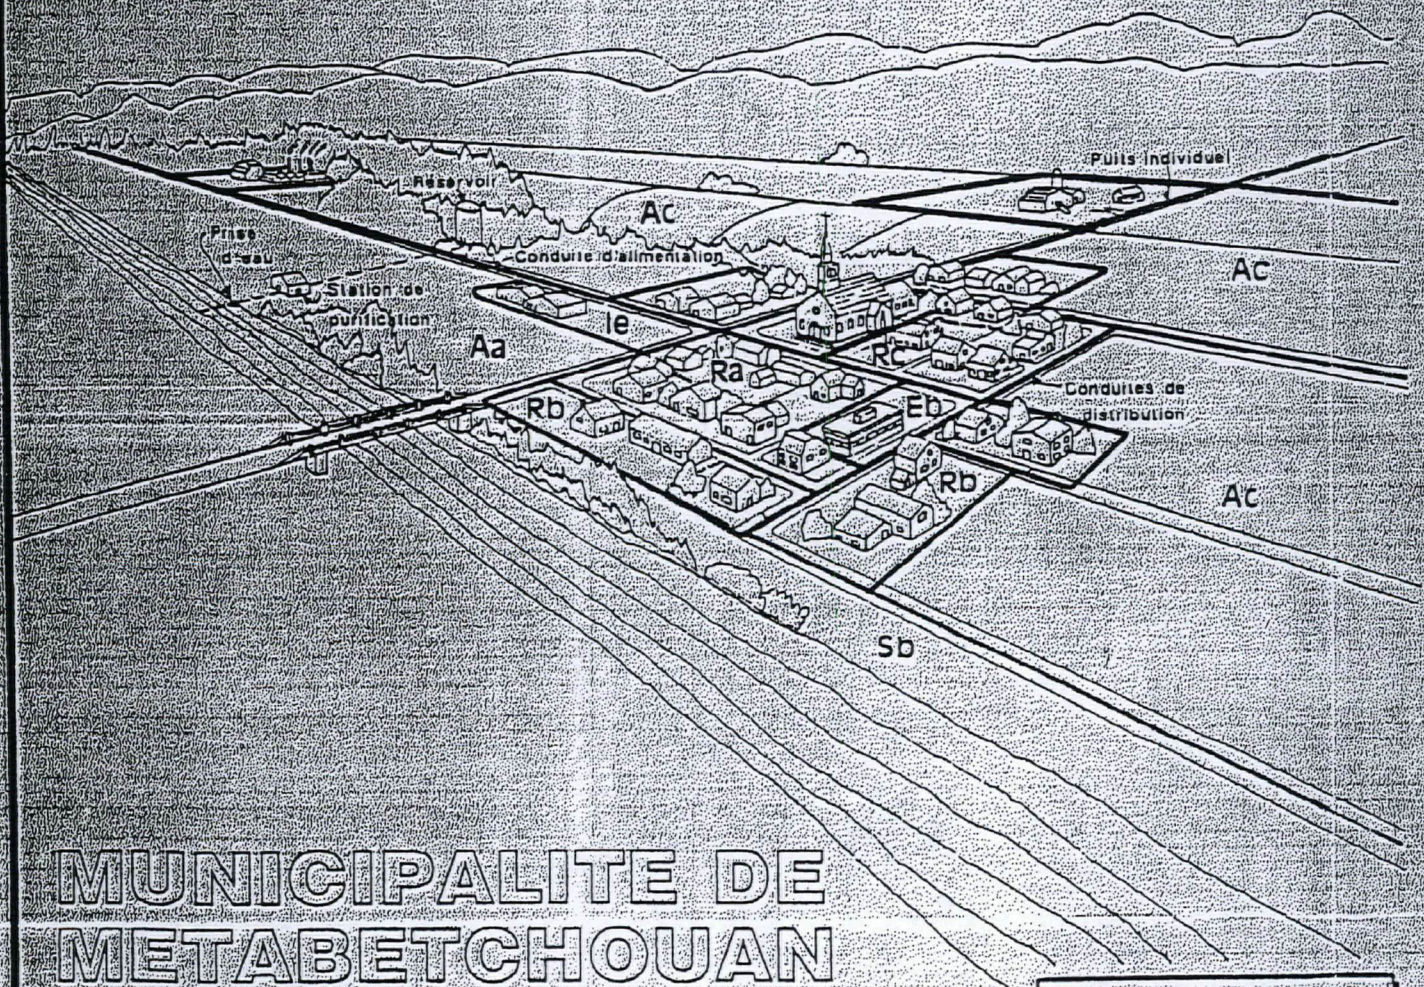 Puits individuel
Réservoir
Ac
Prise
d'eau
Conduite d'alimentation
Ac
Station de
purification
Ie
Aa
Rc
Ra
Conduites de
distribution
Rb
Eb
Rb
Ac
Sb
MUNICIPALITE DE
METABETCHOUAN